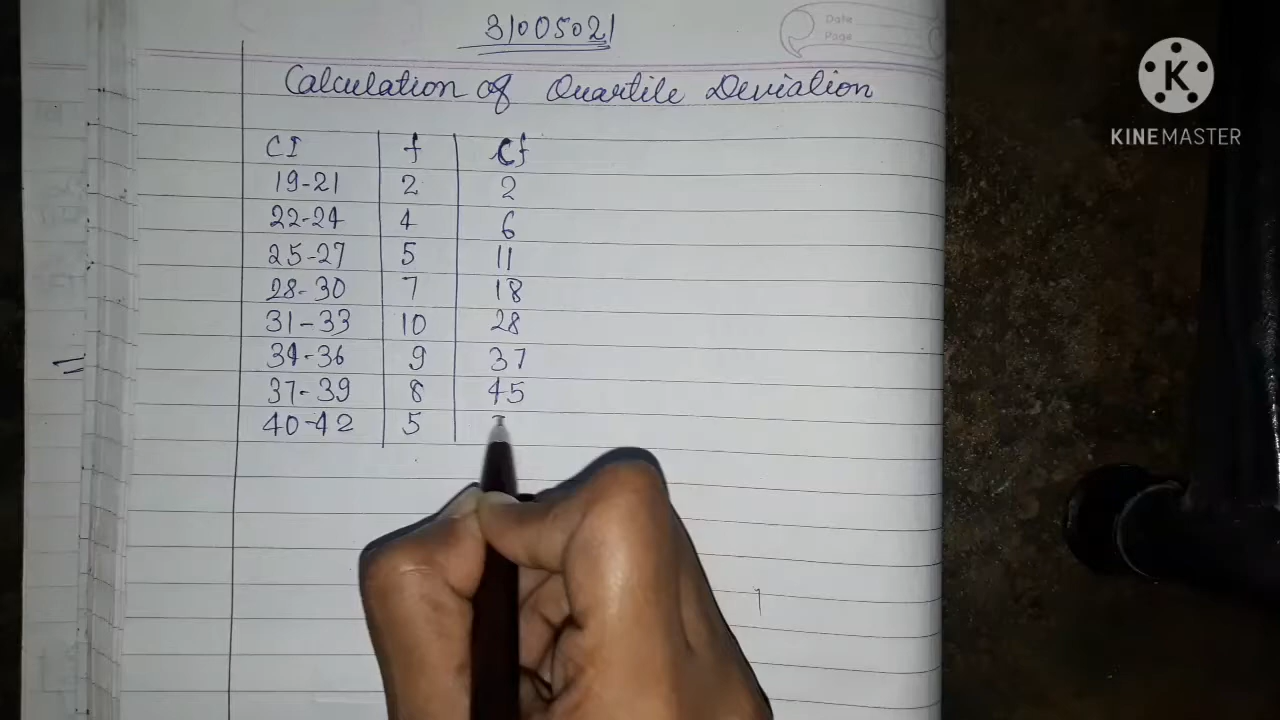 31005021
Date
Page
Calculation of Quartile Deviation
CI f Cf
19-21 2 2
22-24 4 6
25-27 5 11
28-30 7 18
31-33 10 28
34-36 9 37
37-39 8 45
40-42 5
K
KINEMASTER